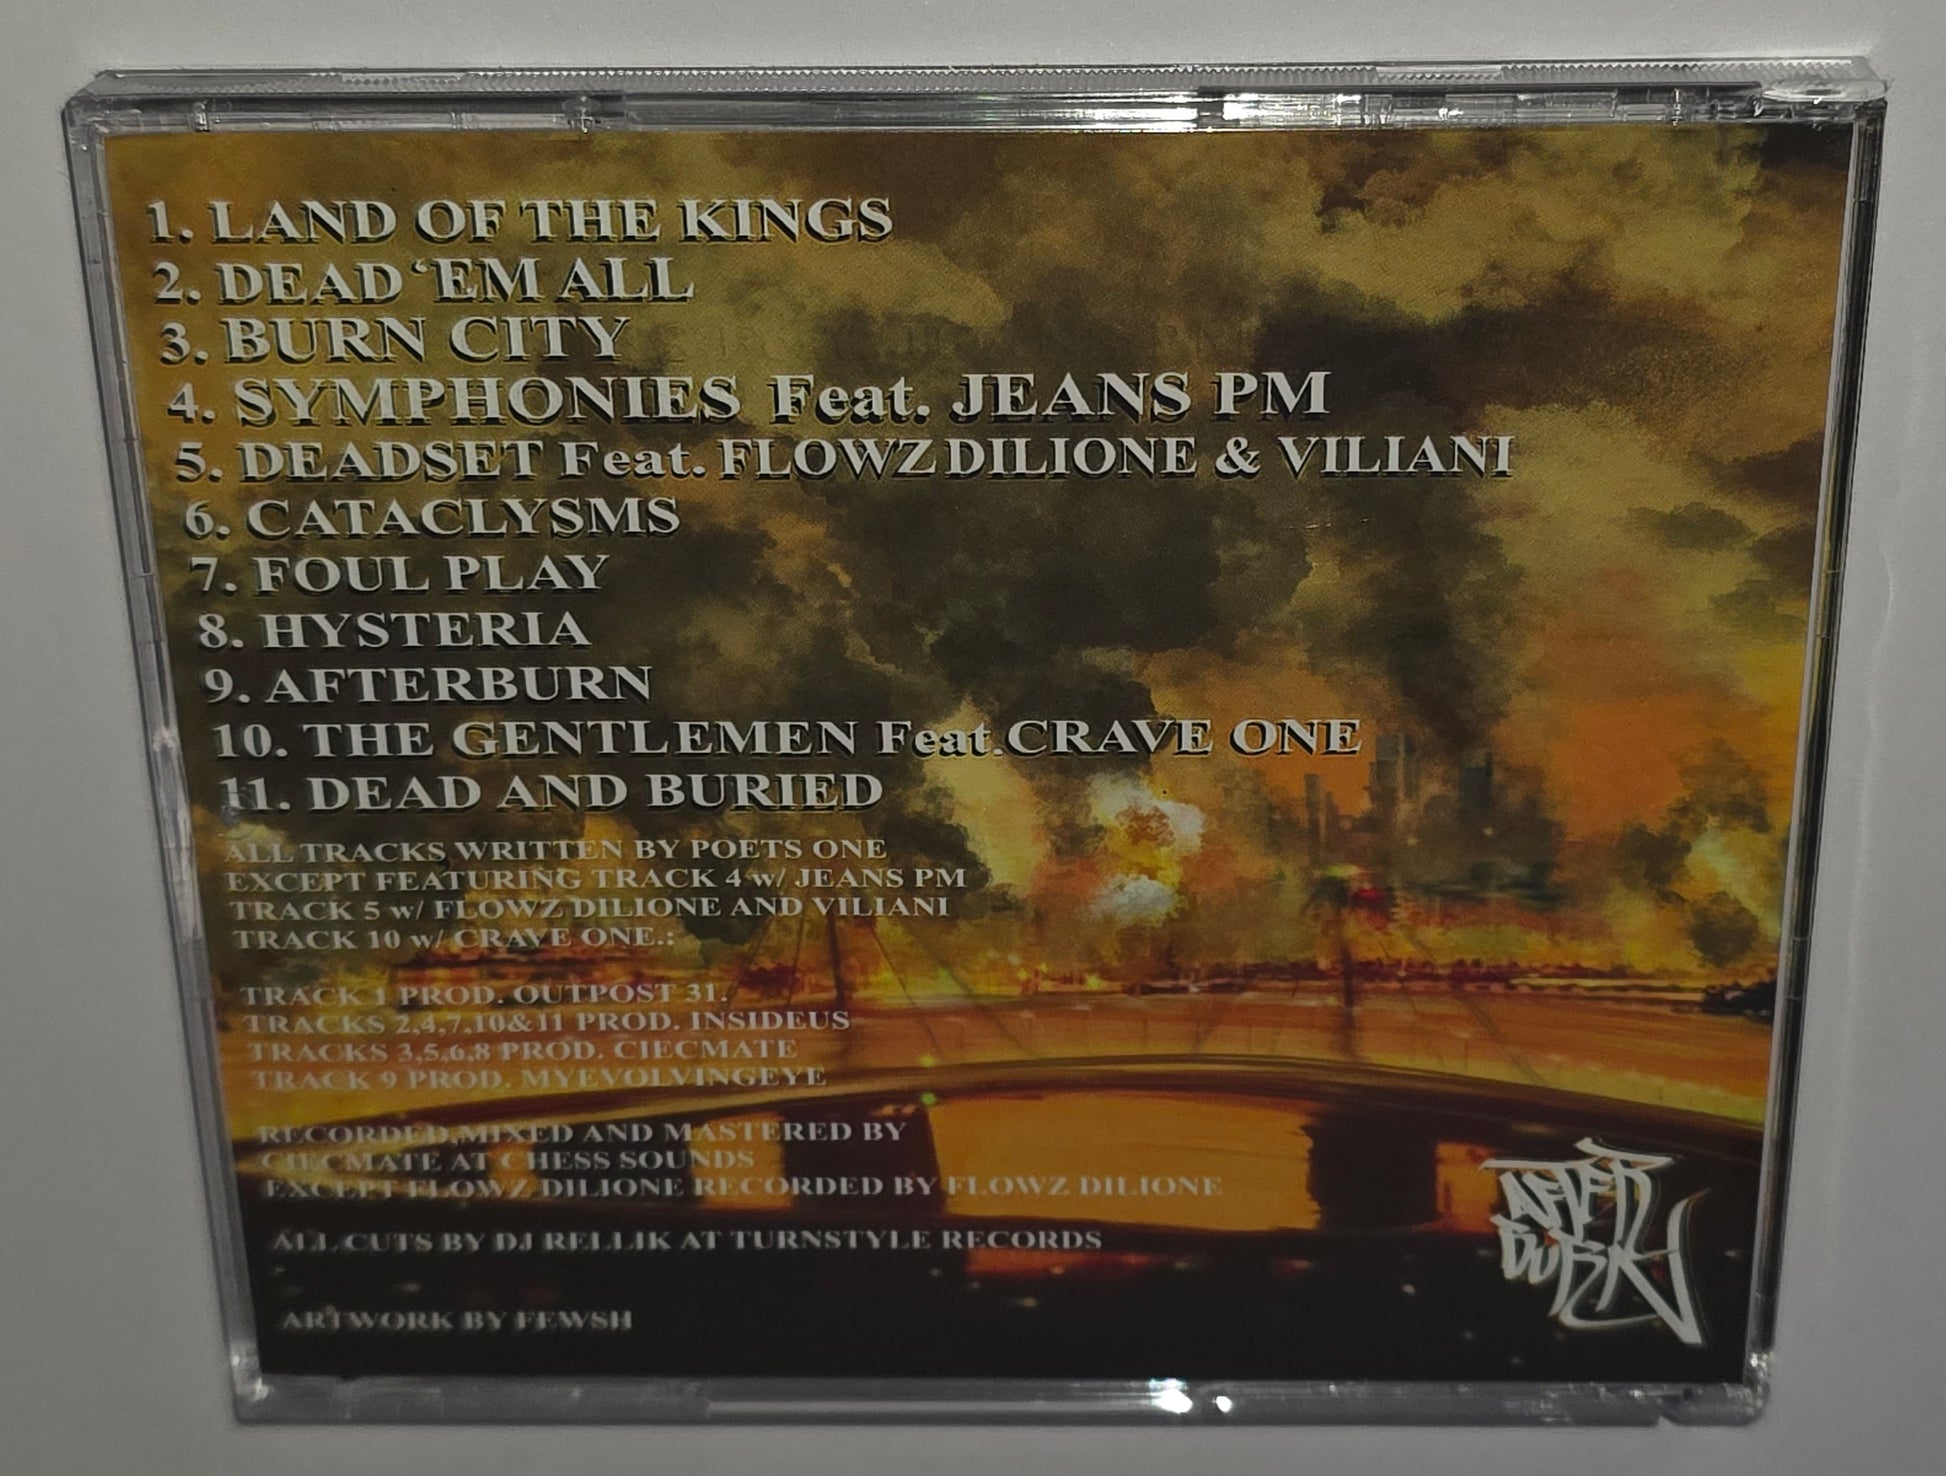 1. LAND OF THE KINGS
2. DEAD ‘EM ALL
3. BURN CITY
4. SYMPHONIES Feat. JEANS PM
5. DEADSET Feat. FLOWZ DILIONE & VILIANI
6. CATACLYSMS
7. FOUL PLAY
8. HYSTERIA
9. AFTERBURN
10. THE GENTLEMEN Feat. CRAVE ONE
11. DEAD AND BURIED
ALL TRACKS WRITTEN BY POETS ONE
EXCEPT FEATURING TRACK 4 w/ JEANS PM
TRACK 5 w/ FLOWZ DILIONE AND VILIANI
TRACK 10 w/ CRAVE ONE.:
TRACK 1 PROD. OUTPOST 31.
TRACKS 2,4,7,10&11 PROD. INSIDEUS
TRACKS 3,5,6,8 PROD. CIECMATE
TRACK 9 PROD. MYEVOLVINGEYE
RECORDED,MIXED AND MASTERED BY
CIECMATE AT CHESS SOUNDS
EXCEPT FLOWZ DILIONE RECORDED BY FLOWZ DILIONE
ALL CUTS BY DJ RELLIK AT TURNSTYLE RECORDS
ARTWORK BY FEWSH
AFTER
BURN